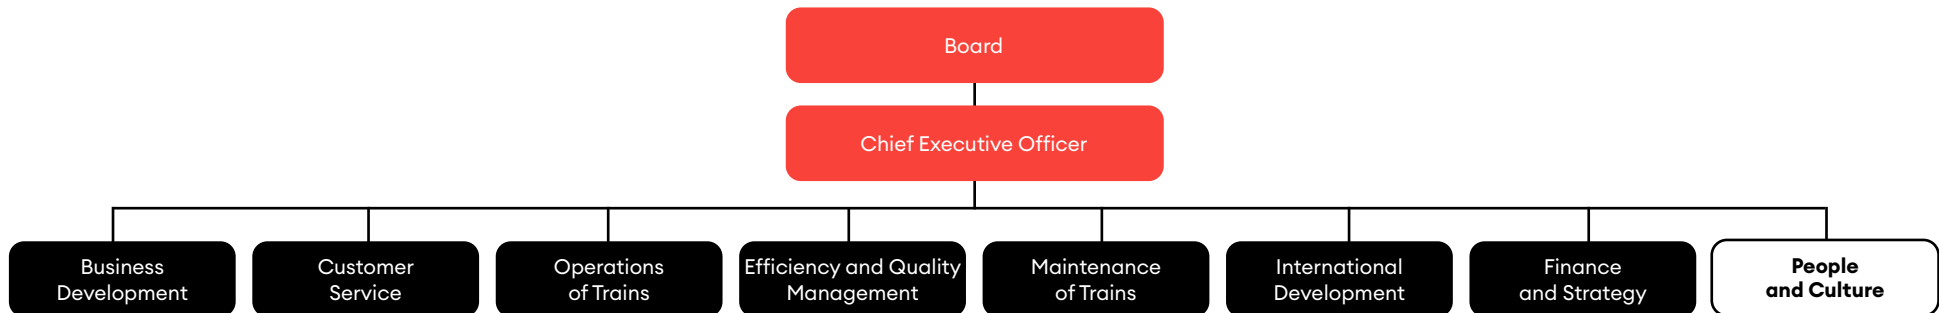 Board
Chief Executive Officer
Business
Development
Customer
Service
Operations
of Trains
Efficiency and Quality
Management
Maintenance
of Trains
International
Development
Finance
and Strategy
People
and Culture